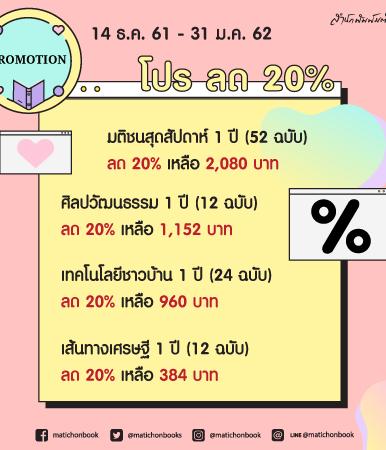 PROMOTION
14 ธ.ค. 61 - 31 ม.ค. 62
โปร ลด 20%
มติชนสุดสัปดาห์ 1 ปี (52 ฉบับ)
ลด 20% เหลือ 2,080 บาท
ศิลปวัฒนธรรม 1 ปี (12 ฉบับ)
ลด 20% เหลือ 1,152 บาท
%
เทคโนโลยีชาวบ้าน 1 ปี (24 ฉบับ)
ลด 20% เหลือ 960 บาท
เส้นทางเศรษฐี 1 ปี (12 ฉบับ)
ลด 20% เหลือ 384 บาท
matichonbook @matichonbooks @matichonbook LINE @matichonbook